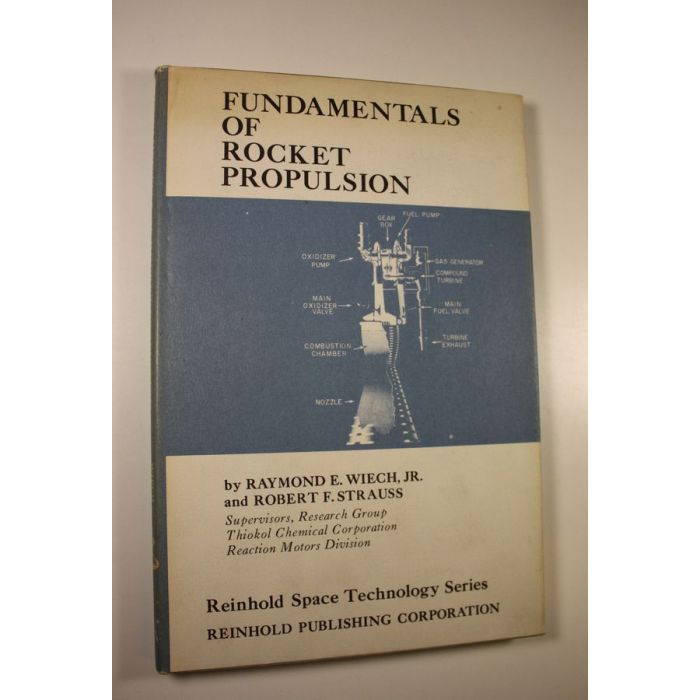 FUNDAMENTALS
OF
ROCKET
PROPULSION
GEAR
BOX
FUEL PUMP
OXIDIZER
PUMP
GAS GENERATOR
COMPOUND
TURBINE
MAIN
OXIDIZER
VALVE
MAIN
FUEL VALVE
COMBUSTION
CHAMBER
TURBINE
EXHAUST
NOZZLE
by RAYMOND E. WIECH, JR.
and ROBERT F. STRAUSS
Supervisors, Research Group
Thiokol Chemical Corporation
Reaction Motors Division
Reinhold Space Technology Series
REINHOLD PUBLISHING CORPORATION